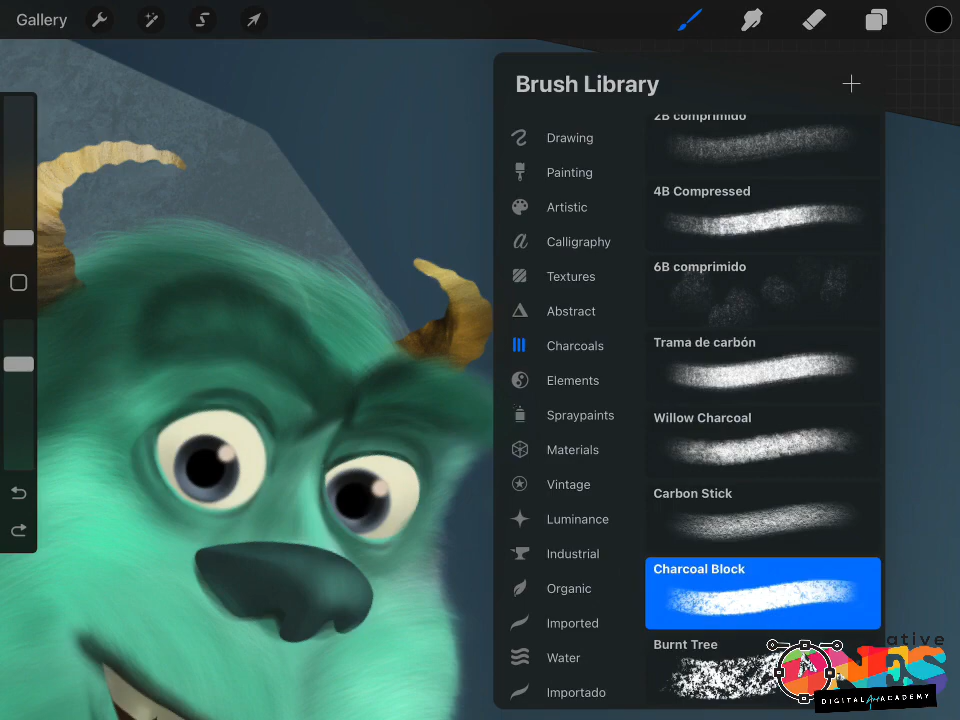 Gallery
Brush Library
Drawing
Painting
Artistic
Calligraphy
Textures
Abstract
Charcoals
Elements
Spraypaints
Materials
Vintage
Luminance
Industrial
Organic
Imported
Water
Importado
2B comprimido
4B Compressed
6B comprimido
Trama de carbón
Willow Charcoal
Carbon Stick
Charcoal Block
Burnt Tree
DIGITAL Art ACADEMY